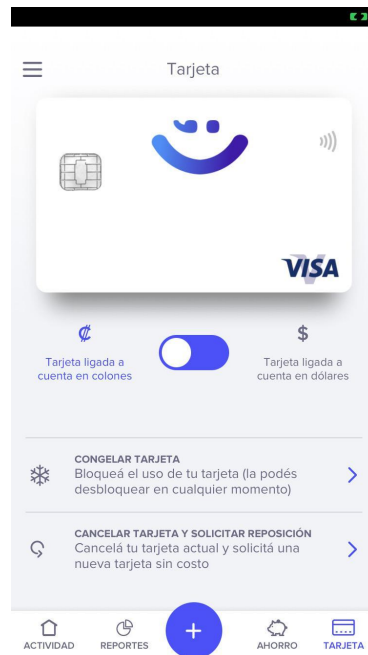 Tarjeta
VISA
₡
Tarjeta ligada a
cuenta en colones
$
Tarjeta ligada a
cuenta en dólares
CONGELAR TARJETA
Bloqueá el uso de tu tarjeta (la podés
desbloquear en cualquier momento)
CANCELAR TARJETA Y SOLICITAR REPOSICIÓN
Cancelá tu tarjeta actual y solicitá una
nueva tarjeta sin costo
ACTIVIDAD REPORTES + AHORRO TARJETA